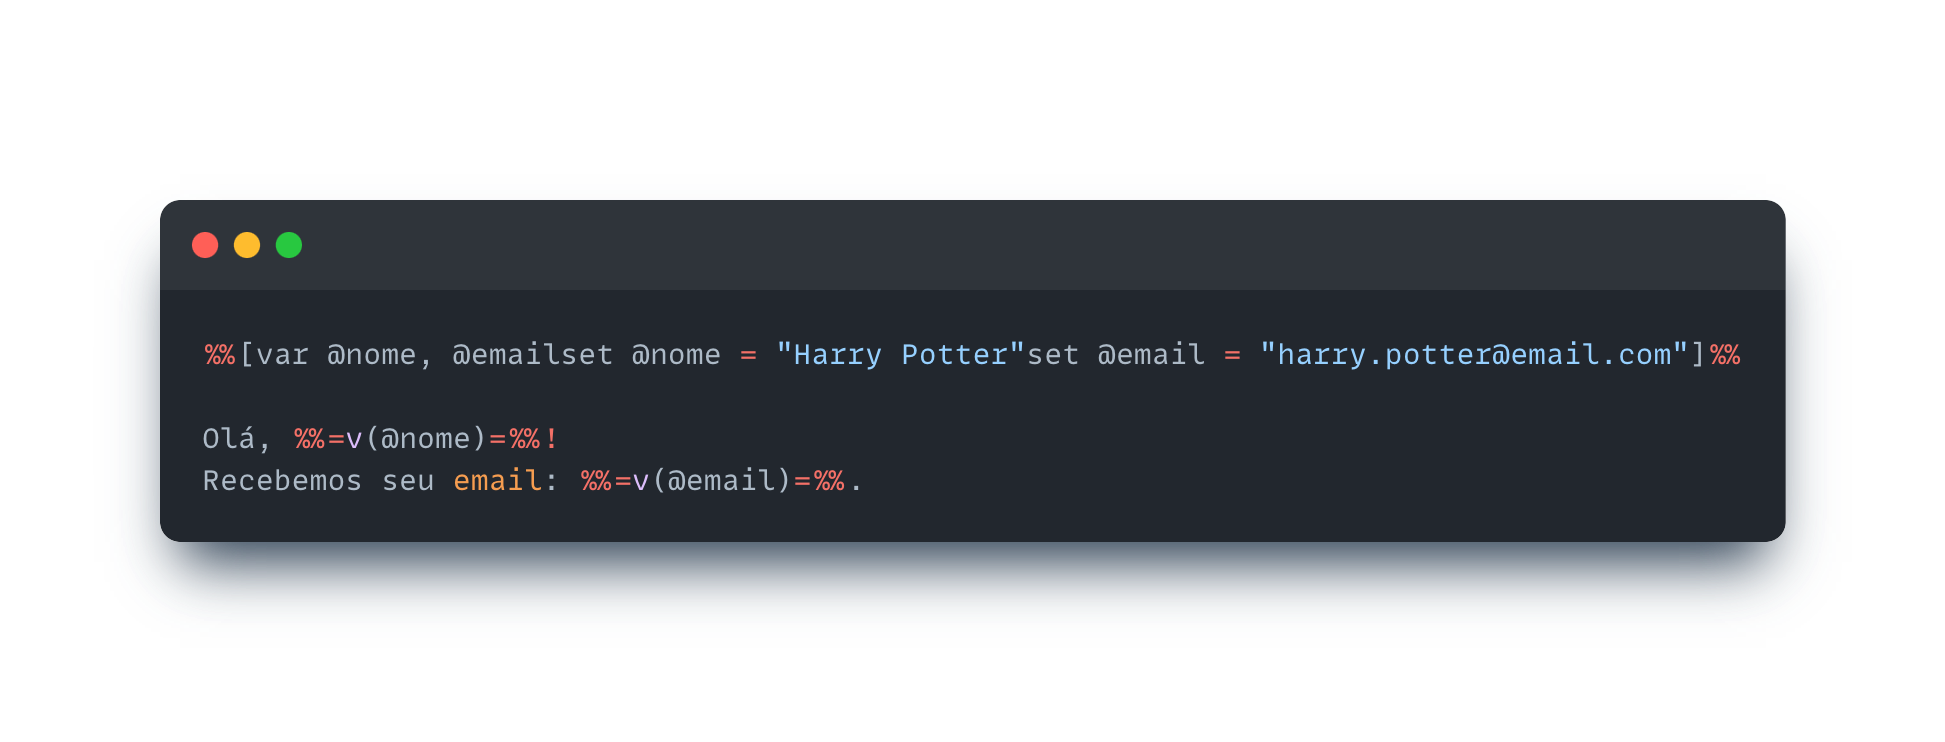 %%[var @nome, @emailset @nome = "Harry Potter"set @email = "harry.potter@email.com"]%%
Olá, %%=v(@nome)=%%!
Recebemos seu email: %%=v(@email)=%%.